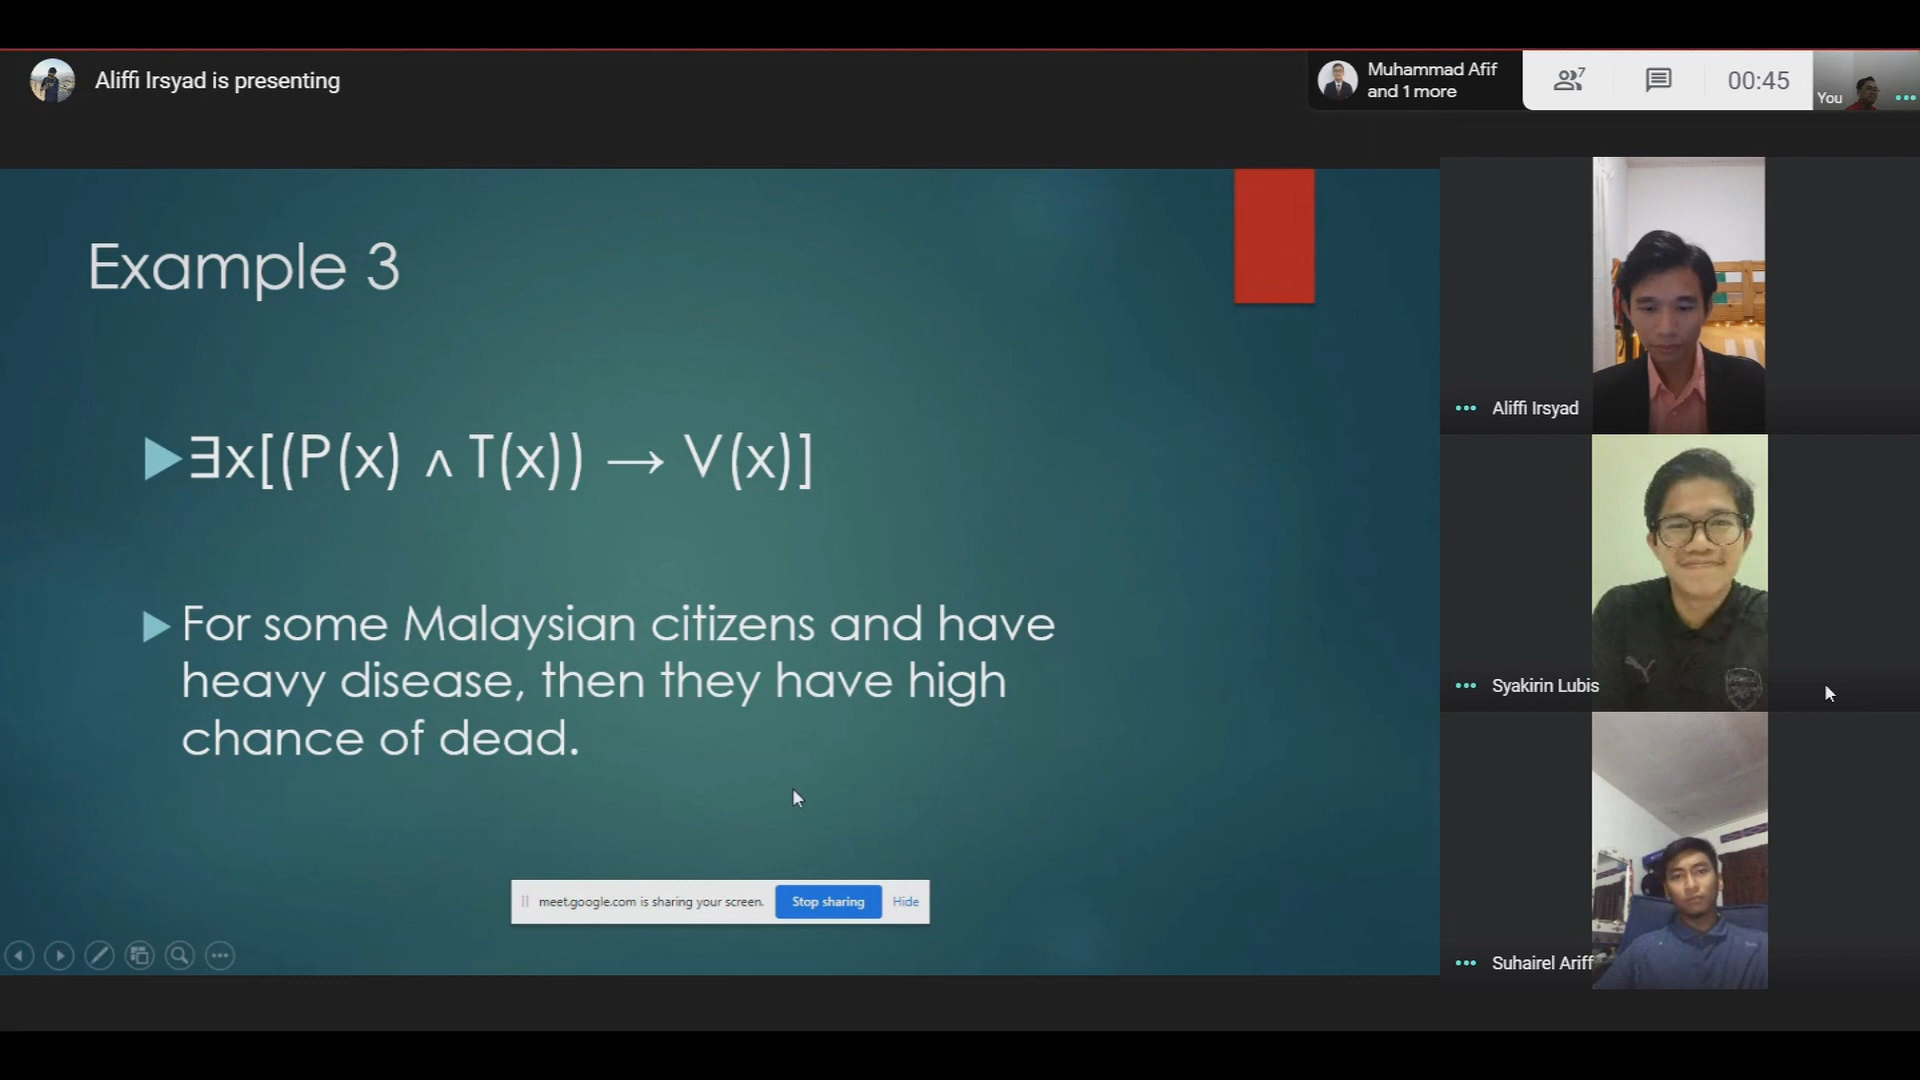 Aliffi Irsyad is presenting
Muhammad Afif
and 1 more
7
00:45
You
Example 3
∃x[(P(x) ∧ T(x)) → V(x)]
For some Malaysian citizens and have
heavy disease, then they have high
chance of dead.
Aliffi Irsyad
Syakirin Lubis
Suhairel Ariff
meet.google.com is sharing your screen.
Stop sharing
Hide